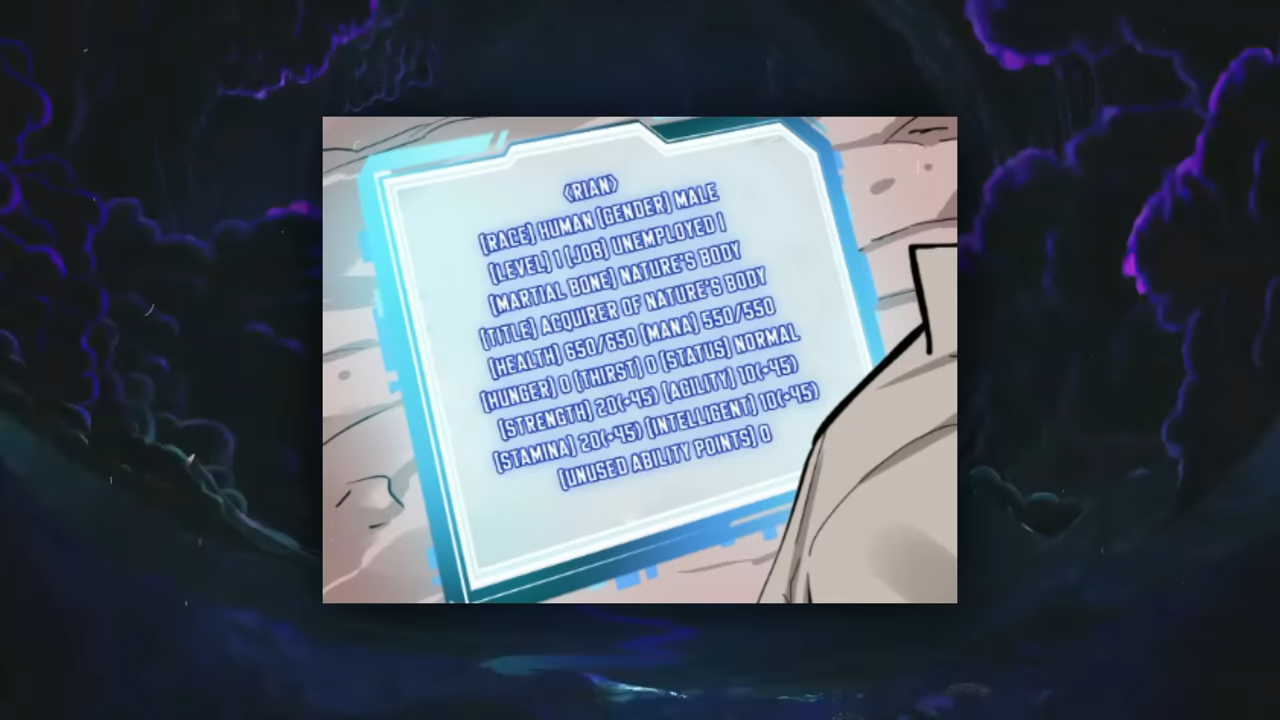 <RIAN>
[RACE] HUMAN [GENDER] MALE
[LEVEL] 1 [JOB] UNEMPLOYED |
[MARTIAL BONE] NATURE'S BODY
[TITLE] ACQUIRER OF NATURE'S BODY
[HEALTH] 650/650 [MANA] 550/550
[HUNGER] 0 [THIRST] 0 [STATUS] NORMAL
[STRENGTH] 20(+45) [AGILITY] 10(+45)
[STAMINA] 20(+45) [INTELLIGENT] 10(+45)
[UNUSED ABILITY POINTS] 0